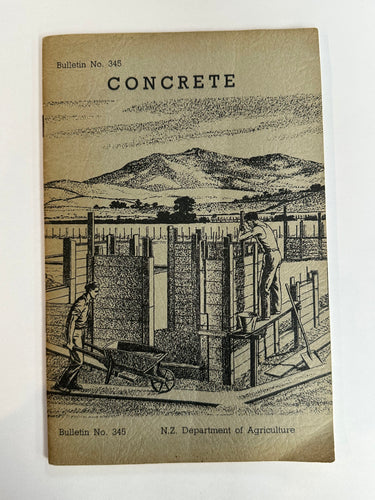 Bulletin No. 345
CONCRETE
Bulletin No. 345 N.Z. Department of Agriculture